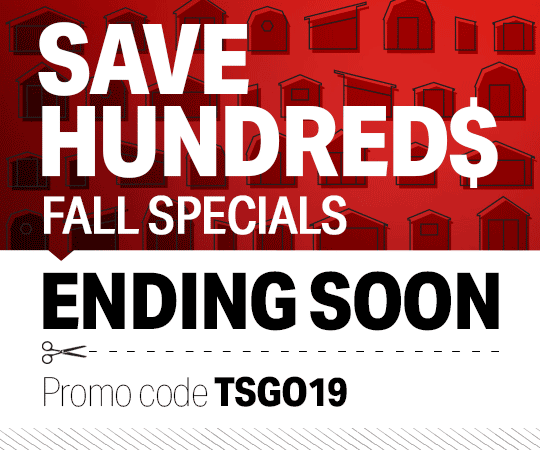 SAVE
HUNDRED$
FALL SPECIALS
ENDING SOON
Promo code TSGO19